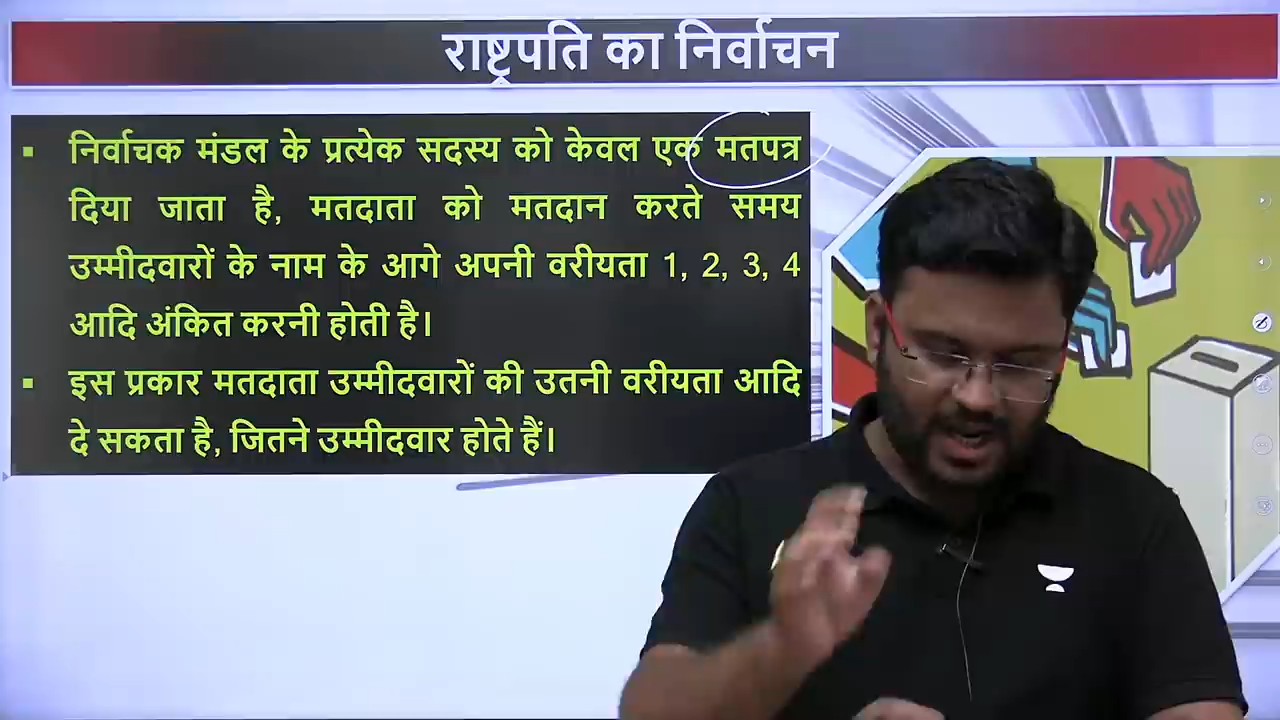 राष्ट्रपति का निर्वाचन
▪ निर्वाचक मंडल के प्रत्येक सदस्य को केवल एक मतपत्र
दिया जाता है, मतदाता को मतदान करते समय
उम्मीदवारों के नाम के आगे अपनी वरीयता 1, 2, 3, 4
आदि अंकित करनी होती है।
▪ इस प्रकार मतदाता उम्मीदवारों की उतनी वरीयता आदि
दे सकता है, जितने उम्मीदवार होते हैं।